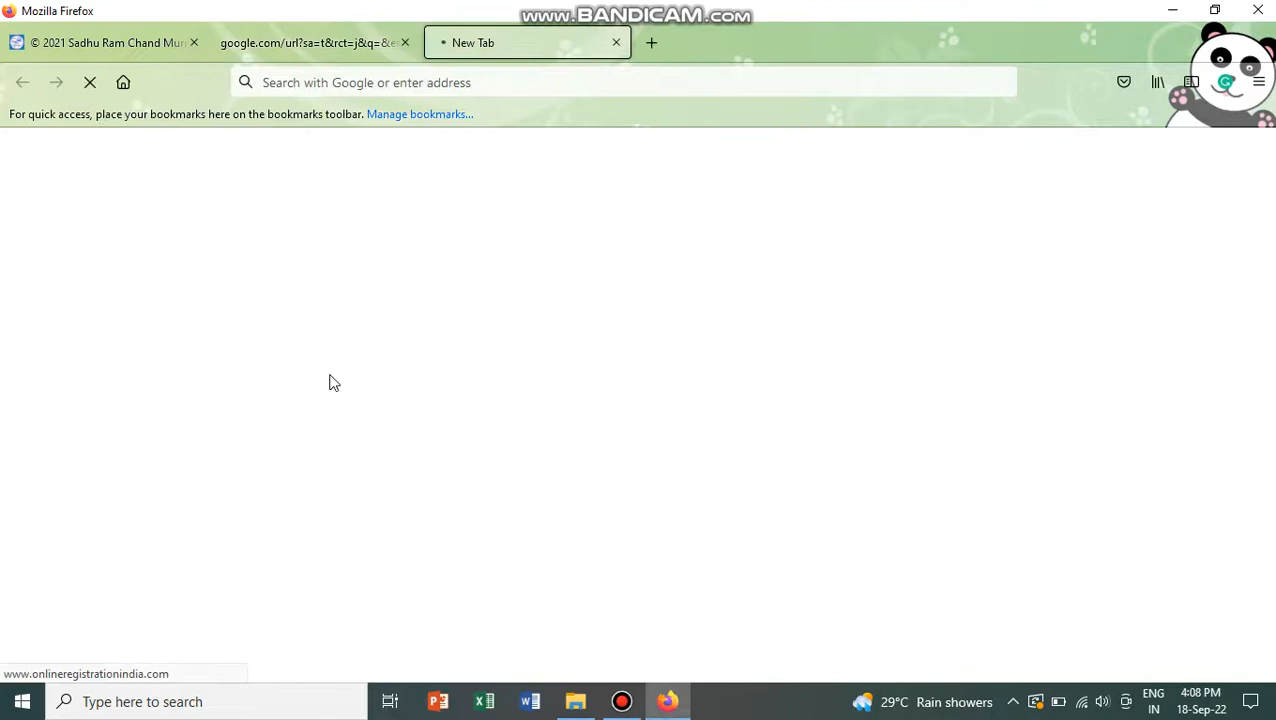 Mozilla Firefox
www.BANDICAM.com
© 2021 Sadhu Ram Chand Mun
google.com/url?sa=t&rct=j&q=&e
New Tab
Search with Google or enter address
For quick access, place your bookmarks here on the bookmarks toolbar. Manage bookmarks...
www.onlineregistrationindia.com
Type here to search
29°C Rain showers
ENG
IN
4:08 PM
18-Sep-22